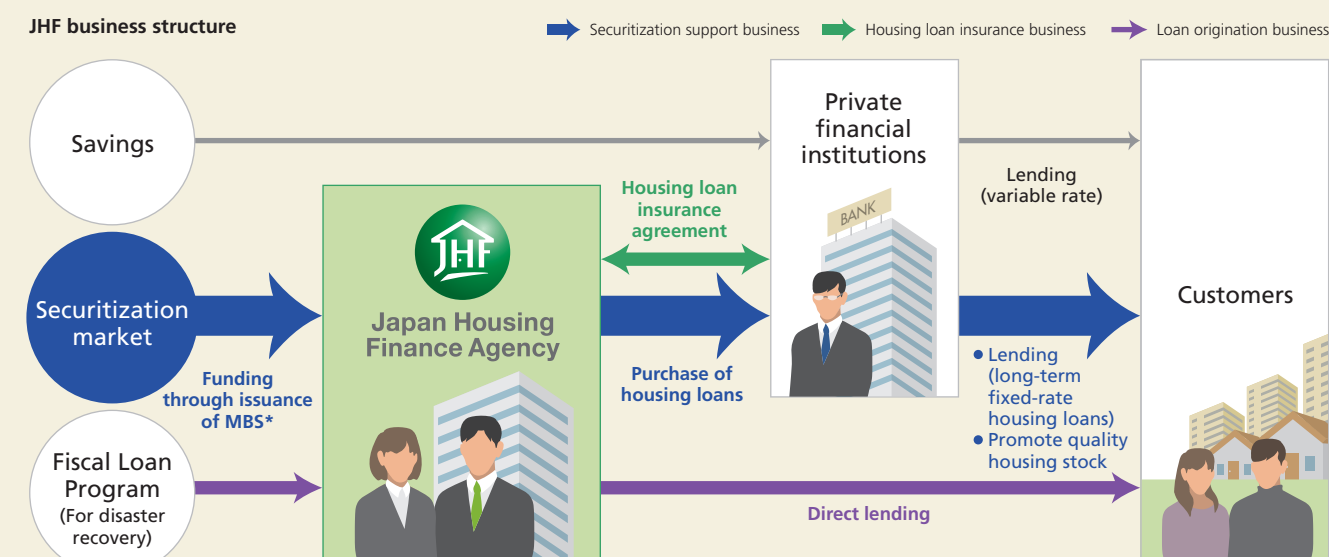 JHF business structure
Securitization support business
Housing loan insurance business
Loan origination business
Savings
Private
financial
institutions
Lending
(variable rate)
Housing loan
insurance
agreement
BANK
JHF
Japan Housing
Finance Agency
Securitization
market
Customers
Funding
through issuance
of MBS*
Purchase of
housing loans
● Lending
(long-term
fixed-rate
housing loans)
● Promote quality
housing stock
Fiscal Loan
Program
(For disaster
recovery)
Direct lending